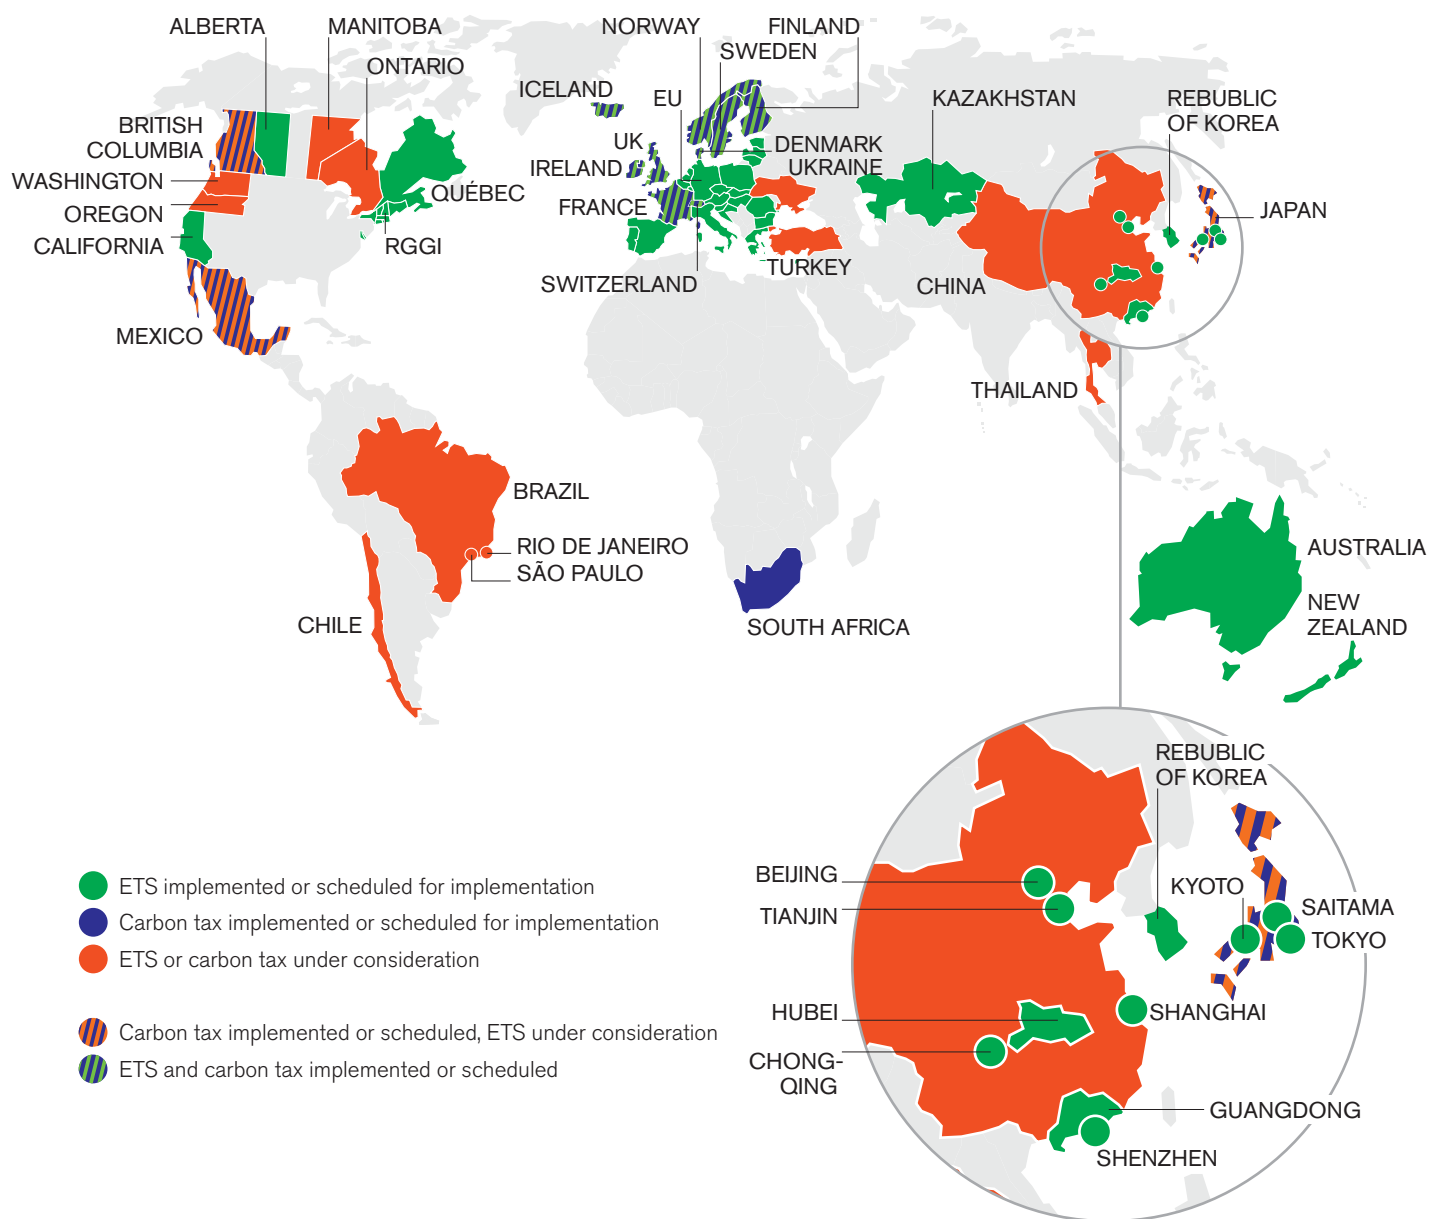 ALBERTA
MANITOBA
ONTARIO
BRITISH
COLUMBIA
WASHINGTON
OREGON
CALIFORNIA
QUÉBEC
RGGI
MEXICO
NORWAY
FINLAND
SWEDEN
ICELAND
EU
UK
IRELAND
DENMARK
UKRAINE
FRANCE
SWITZERLAND
TURKEY
KAZAKHSTAN
REBUBLIC
OF KOREA
JAPAN
CHINA
THAILAND
BRAZIL
RIO DE JANEIRO
SÃO PAULO
CHILE
SOUTH AFRICA
AUSTRALIA
NEW
ZEALAND
REBUBLIC
OF KOREA
BEIJING
TIANJIN
KYOTO
SAITAMA
TOKYO
HUBEI
SHANGHAI
CHONG-
QING
GUANGDONG
SHENZHEN
ETS implemented or scheduled for implementation
Carbon tax implemented or scheduled for implementation
ETS or carbon tax under consideration
Carbon tax implemented or scheduled, ETS under consideration
ETS and carbon tax implemented or scheduled